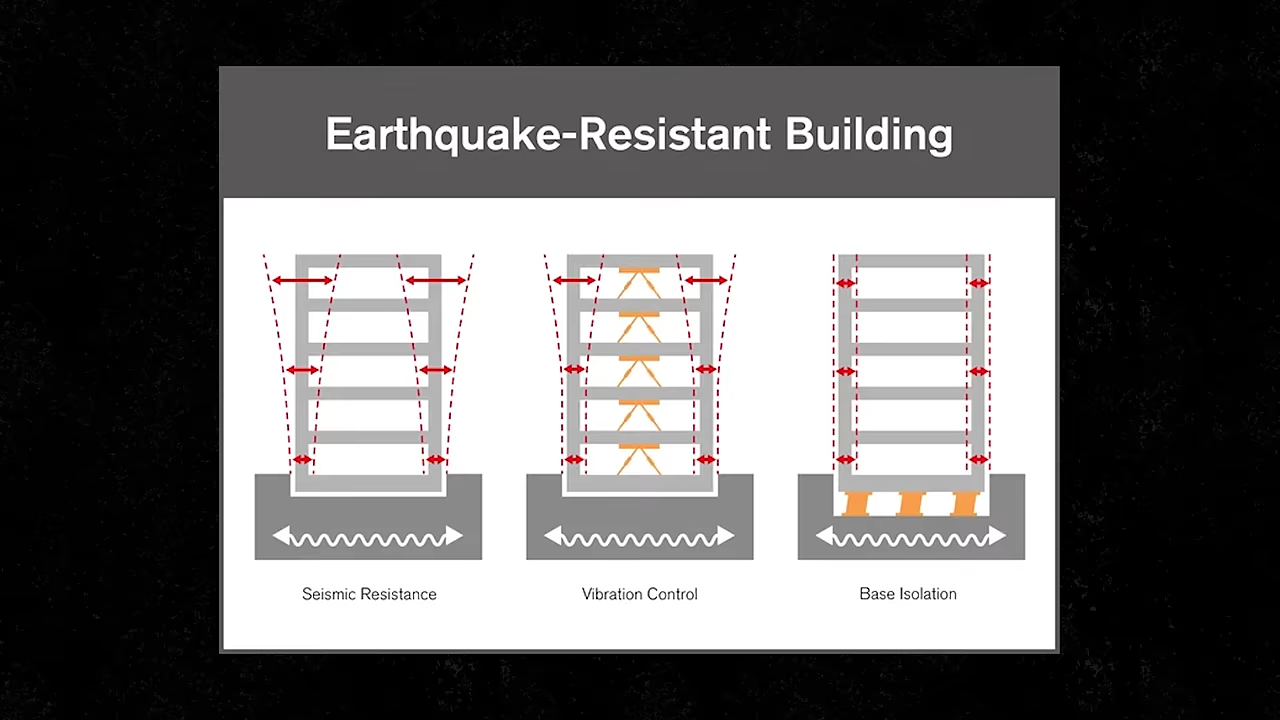 Earthquake-Resistant Building
Seismic Resistance
Vibration Control
Base Isolation